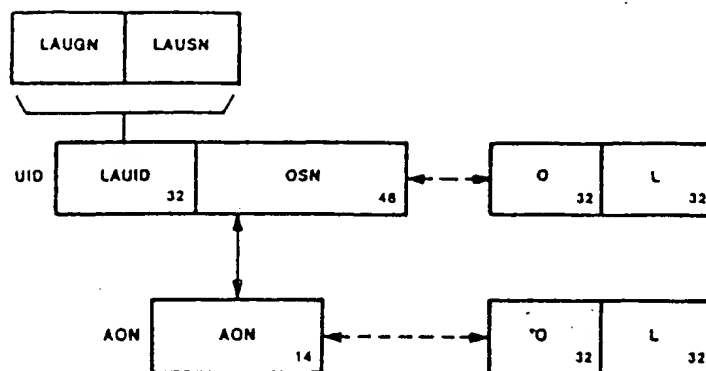 LAUGN LAUSN
UID LAUID 32 OSN 48 O 32 L 32
AON AON 14 O 32 L 32